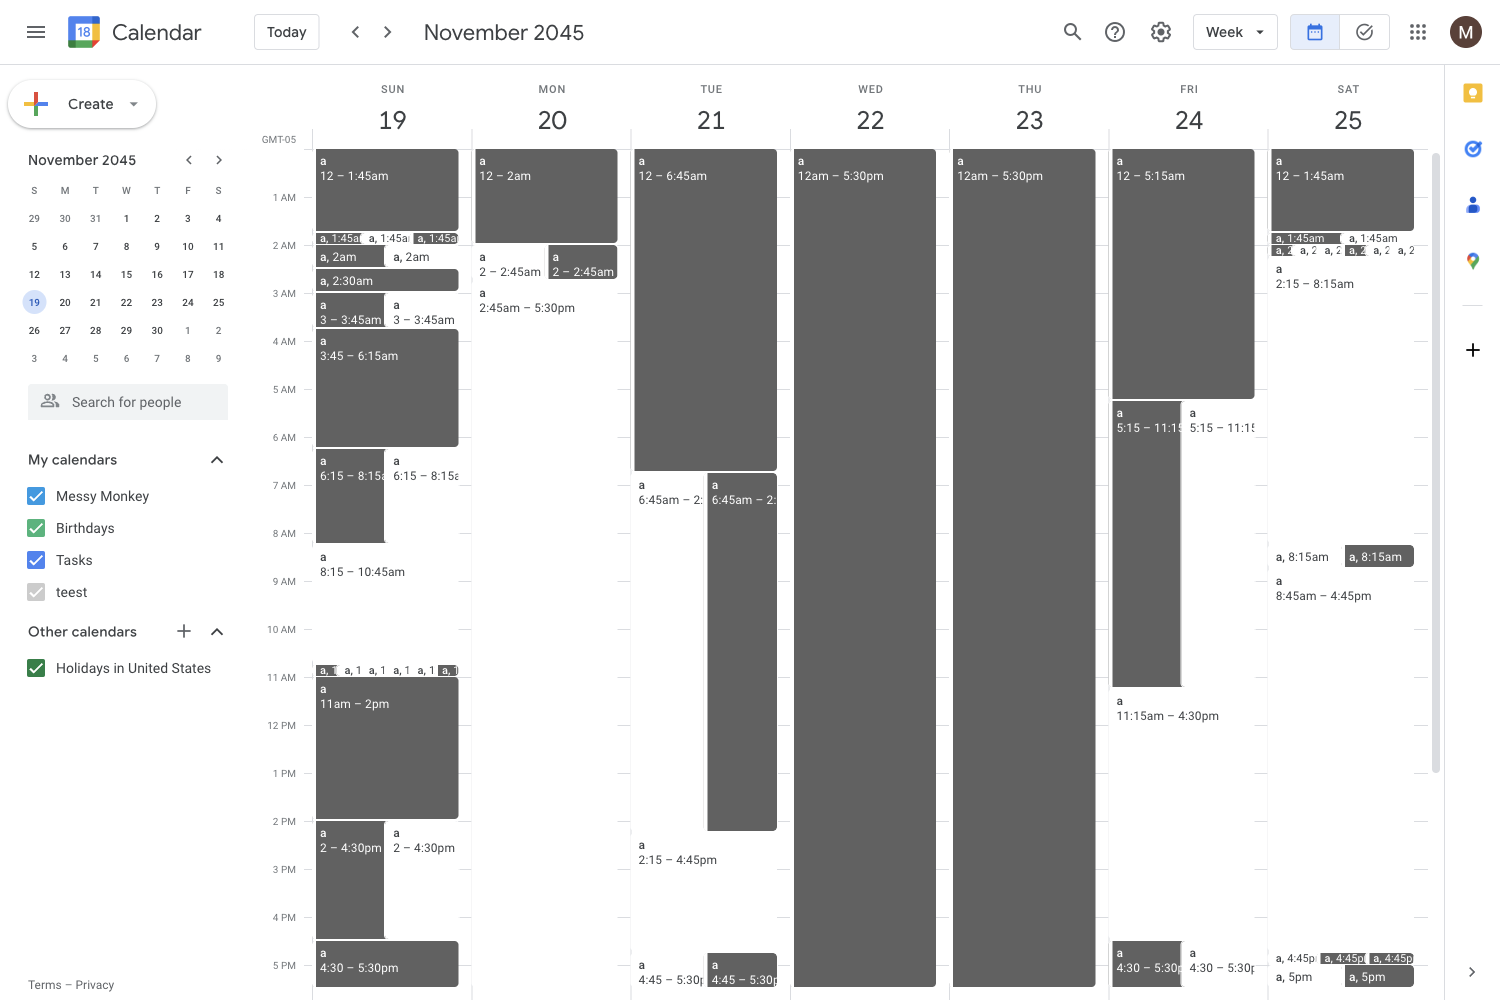 18
Calendar
Today
November 2045
Week
M
Create
November 2045
S M T W T F S
29 30 31 1 2 3 4
5 6 7 8 9 10 11
12 13 14 15 16 17 18
19 20 21 22 23 24 25
26 27 28 29 30 1 2
3 4 5 6 7 8 9
Search for people
My calendars
Messy Monkey
Birthdays
Tasks
teest
Other calendars
Holidays in United States
Terms – Privacy
GMT-05
SUN MON TUE WED THU FRI SAT
19 20 21 22 23 24 25
1 AM
2 AM
3 AM
4 AM
5 AM
6 AM
7 AM
8 AM
9 AM
10 AM
11 AM
12 PM
1 PM
2 PM
3 PM
4 PM
5 PM
a
12 – 1:45am
a, 1:45a
a, 1:45a
a, 1:45a
a, 2am
a, 2am
a, 2:30am
a
3 – 3:45am
a
3 – 3:45am
a
3:45 – 6:15am
a
6:15 – 8:15a
a
6:15 – 8:15a
a
8:15 – 10:45am
a, 1
a, 1
a, 1
a, 1
a, 1
a, 1
a
11am – 2pm
a
2 – 4:30pm
a
2 – 4:30pm
a
4:30 – 5:30pm
a
12 – 2am
a
2 – 2:45am
a
2 – 2:45am
a
2:45am – 5:30pm
a
12 – 6:45am
a
6:45am – 2:
a
6:45am – 2:
a
2:15 – 4:45pm
a
4:45 – 5:30p
a
4:45 – 5:30p
a
12am – 5:30pm
a
12am – 5:30pm
a
12 – 5:15am
a
5:15 – 11:15
a
5:15 – 11:15
a
11:15am – 4:30pm
a
4:30 – 5:30p
a
4:30 – 5:30p
a
12 – 1:45am
a, 1:45am
a, 1:45am
a, 2
a, 2
a, 2
a, 2
a, 2
a, 2
a
2:15 – 8:15am
a, 8:15am
a, 8:15am
a
8:45am – 4:45pm
a, 4:45p
a, 4:45p
a, 4:45p
a, 5pm
a, 5pm